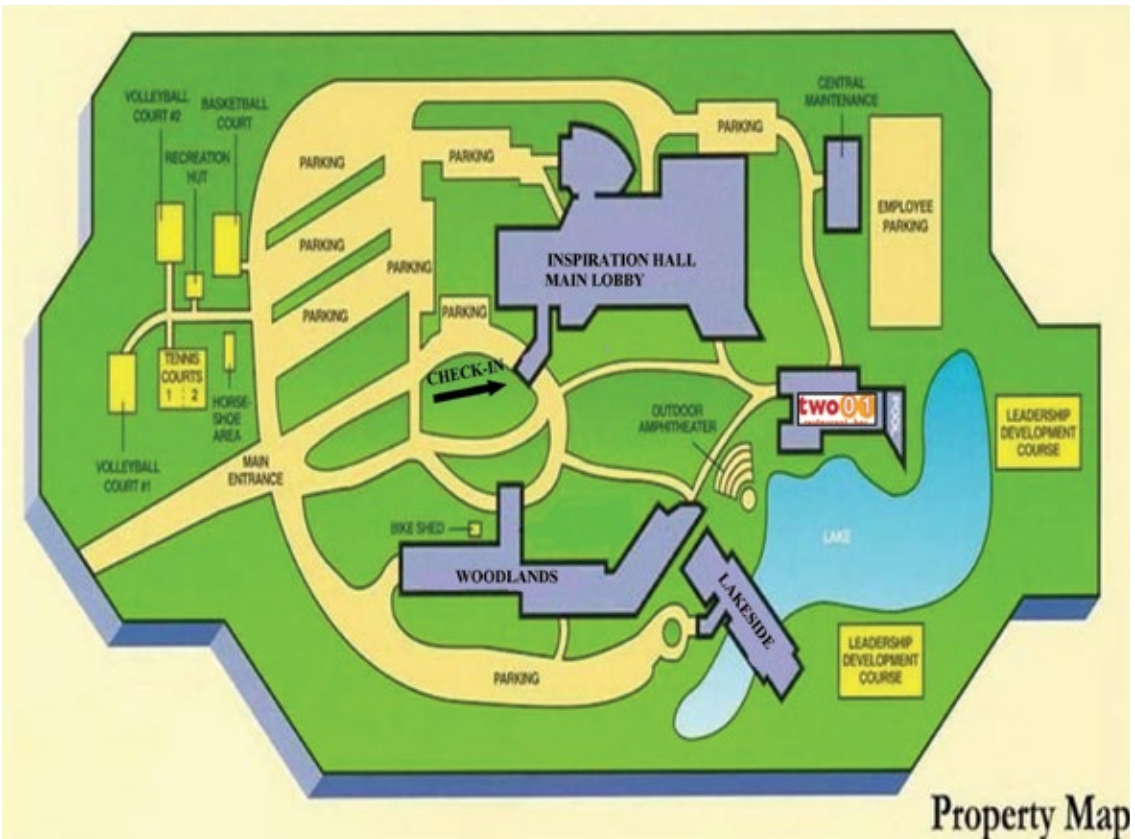 VOLLEYBALL
COURT #2
BASKETBALL
COURT
RECREATION
HUT
CENTRAL
MAINTENANCE
PARKING
PARKING
PARKING
EMPLOYEE
PARKING
PARKING
PARKING
PARKING
PARKING
PARKING
INSPIRATION HALL
MAIN LOBBY
CHECK-IN
TENNIS
COURTS
1 2
HORSE-
SHOE
AREA
VOLLEYBALL
COURT #1
MAIN
ENTRANCE
OUTDOOR
AMPHITHEATER
two01
LEADERSHIP
DEVELOPMENT
COURSE
BIKE SHED
WOODLANDS
LAKE
LAKESIDE
LEADERSHIP
DEVELOPMENT
COURSE
PARKING
Property Map